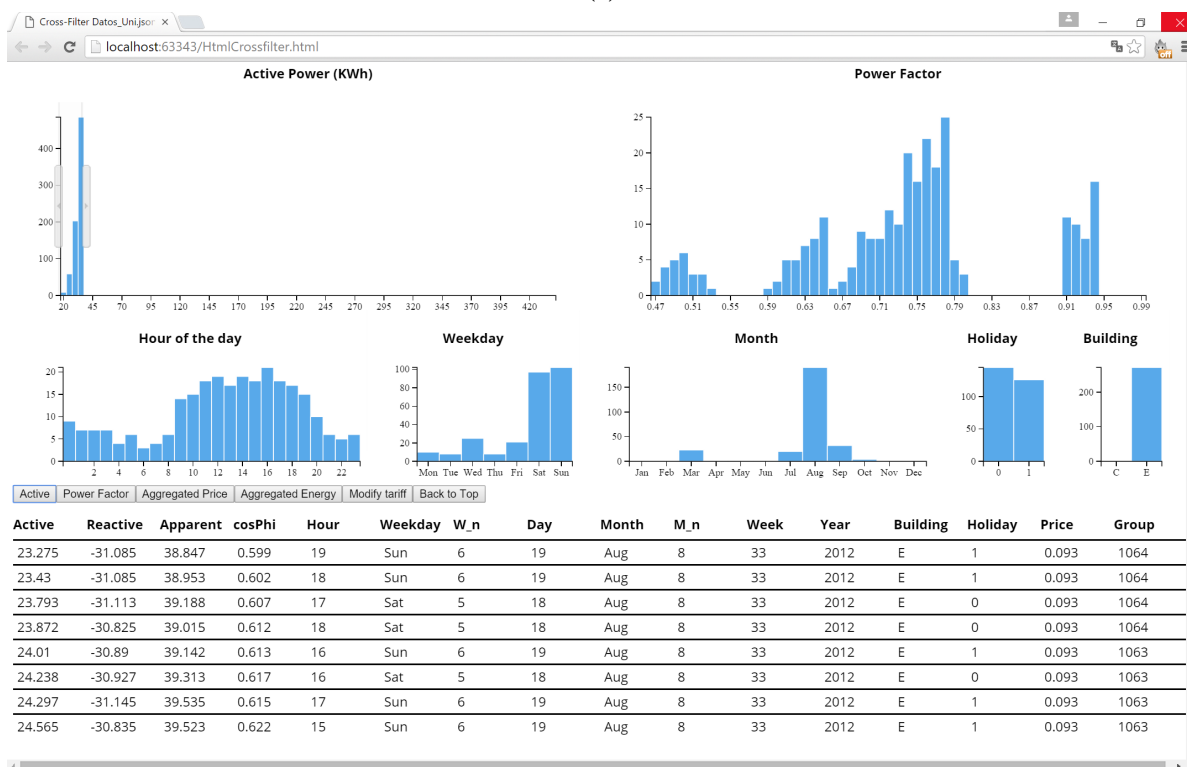 Cross-Filter Datos_Uni.json
localhost:63343/HtmlCrossfilter.html
off
Active Power (KWh)
400
300
200
100
0
20 45 70 95 120 145 170 195 220 245 270 295 320 345 370 395 420
Power Factor
25
20
15
10
5
0
0.47 0.51 0.55 0.59 0.63 0.67 0.71 0.75 0.79 0.83 0.87 0.91 0.95 0.99
Hour of the day
20
15
10
5
0
2 4 6 8 10 12 14 16 18 20 22
Weekday
100
80
60
40
20
0
Mon Tue Wed Thu Fri Sat Sun
Month
150
100
50
0
Jan Feb Mar Apr May Jun Jul Aug Sep Oct Nov Dec
Holiday
100
50
0
0 1
Building
200
100
0
C E
Active Power Factor Aggregated Price Aggregated Energy Modify tariff Back to Top
Active Reactive Apparent cosPhi Hour Weekday W_n Day Month M_n Week Year Building Holiday Price Group
23.275 -31.085 38.847 0.599 19 Sun 6 19 Aug 8 33 2012 E 1 0.093 1064
23.43 -31.085 38.953 0.602 18 Sun 6 19 Aug 8 33 2012 E 1 0.093 1064
23.793 -31.113 39.188 0.607 17 Sat 5 18 Aug 8 33 2012 E 0 0.093 1064
23.872 -30.825 39.015 0.612 18 Sat 5 18 Aug 8 33 2012 E 0 0.093 1064
24.01 -30.89 39.142 0.613 16 Sun 6 19 Aug 8 33 2012 E 1 0.093 1063
24.238 -30.927 39.313 0.617 16 Sat 5 18 Aug 8 33 2012 E 0 0.093 1063
24.297 -31.145 39.535 0.615 17 Sun 6 19 Aug 8 33 2012 E 1 0.093 1063
24.565 -30.835 39.523 0.622 15 Sun 6 19 Aug 8 33 2012 E 1 0.093 1063